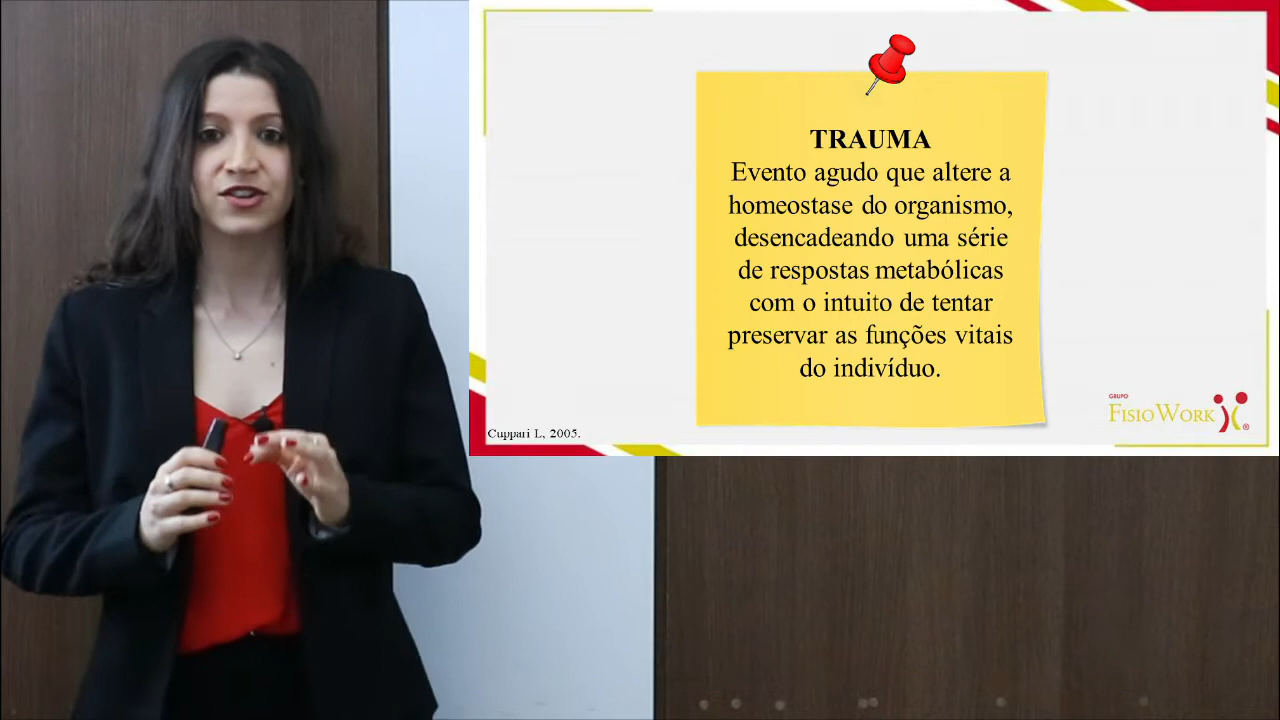 TRAUMA
Evento agudo que altere a
homeostase do organismo,
desencadeando uma série
de respostas metabólicas
com o intuito de tentar
preservar as funções vitais
do indivíduo.
GRUPO
FISIOWORK
Cuppari L, 2005.